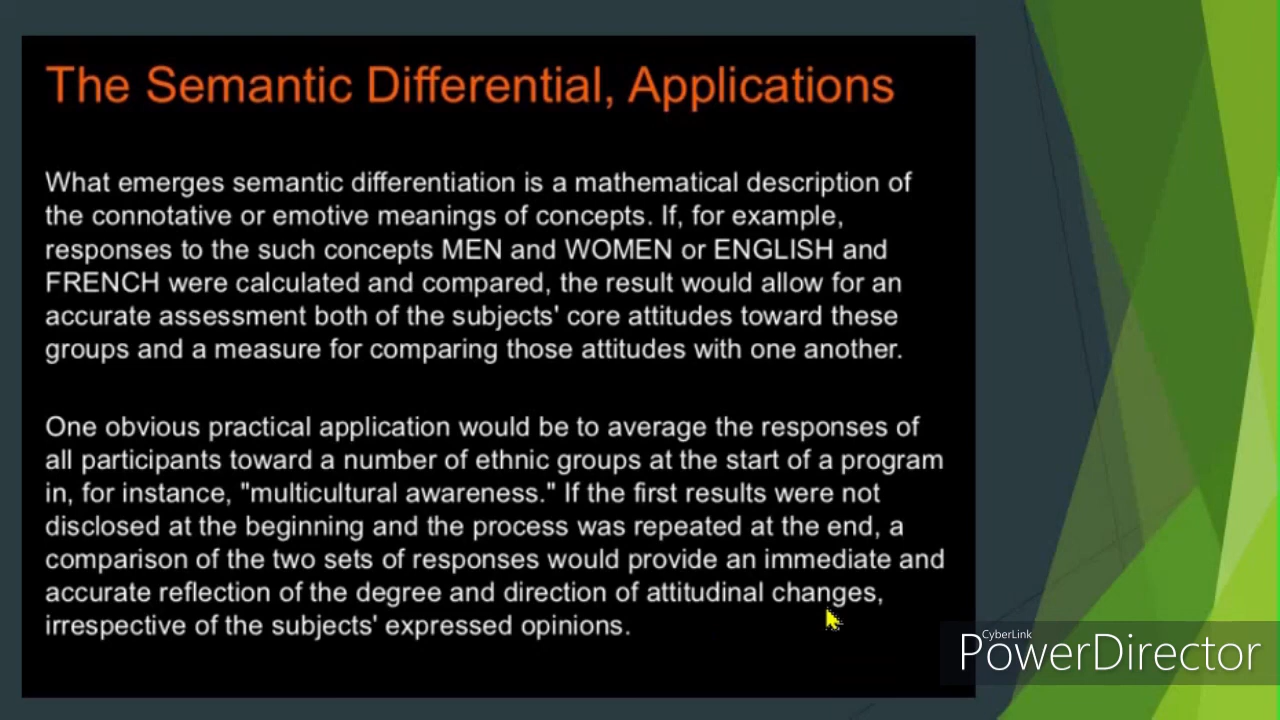 The Semantic Differential, Applications
What emerges semantic differentiation is a mathematical description of
the connotative or emotive meanings of concepts. If, for example,
responses to the such concepts MEN and WOMEN or ENGLISH and
FRENCH were calculated and compared, the result would allow for an
accurate assessment both of the subjects' core attitudes toward these
groups and a measure for comparing those attitudes with one another.
One obvious practical application would be to average the responses of
all participants toward a number of ethnic groups at the start of a program
in, for instance, "multicultural awareness." If the first results were not
disclosed at the beginning and the process was repeated at the end, a
comparison of the two sets of responses would provide an immediate and
accurate reflection of the degree and direction of attitudinal changes,
irrespective of the subjects' expressed opinions.
CyberLink
PowerDirector